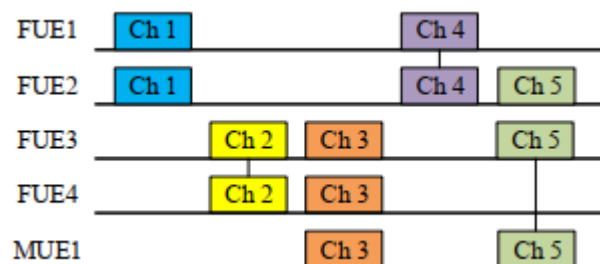 FUE1 Ch 1 Ch 4
FUE2 Ch 1 Ch 4 Ch 5
FUE3 Ch 2 Ch 3 Ch 5
FUE4 Ch 2 Ch 3
MUE1 Ch 3 Ch 5